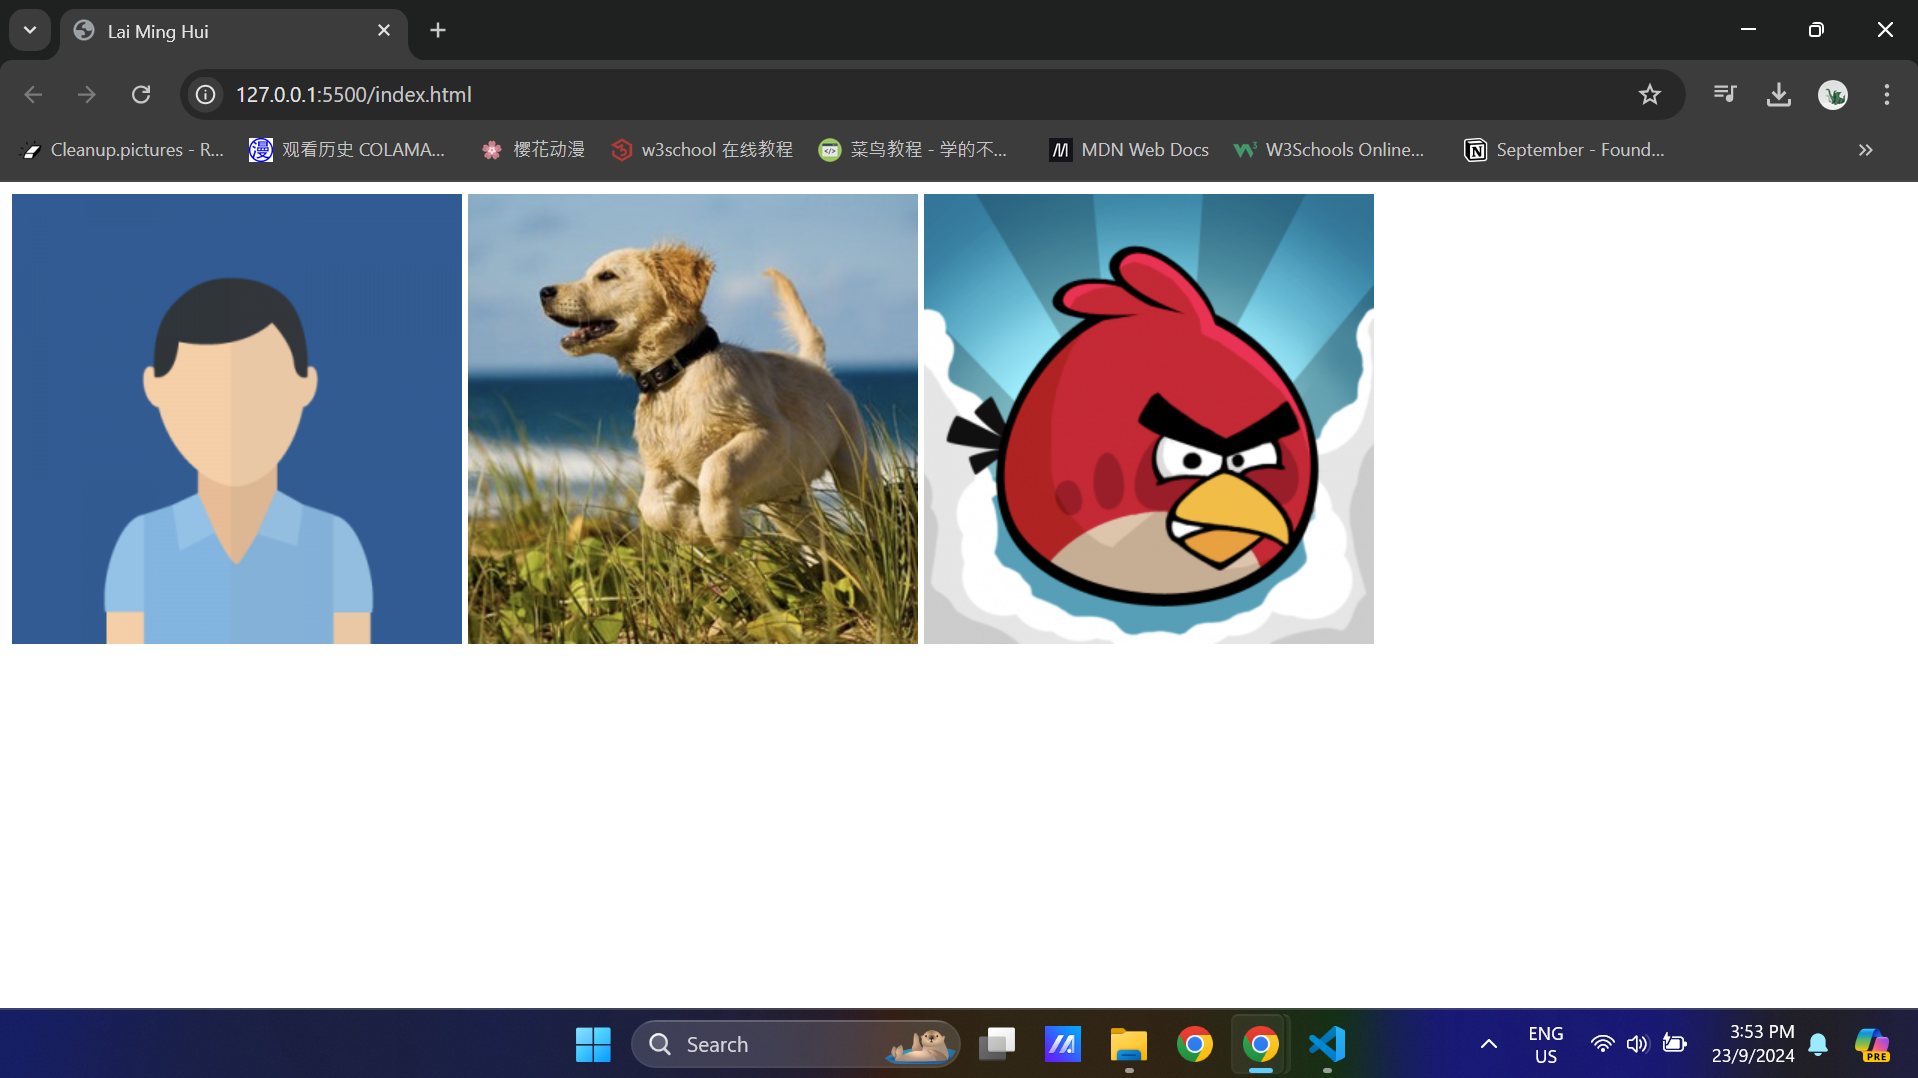 Lai Ming Hui
127.0.0.1:5500/index.html
Cleanup.pictures - R...
漫 观看历史 COLAMA...
樱花动漫
w3school 在线教程
菜鸟教程 - 学的不...
MDN Web Docs
W3Schools Online...
September - Found...
Search
ENG
US
3:53 PM
23/9/2024
PRE